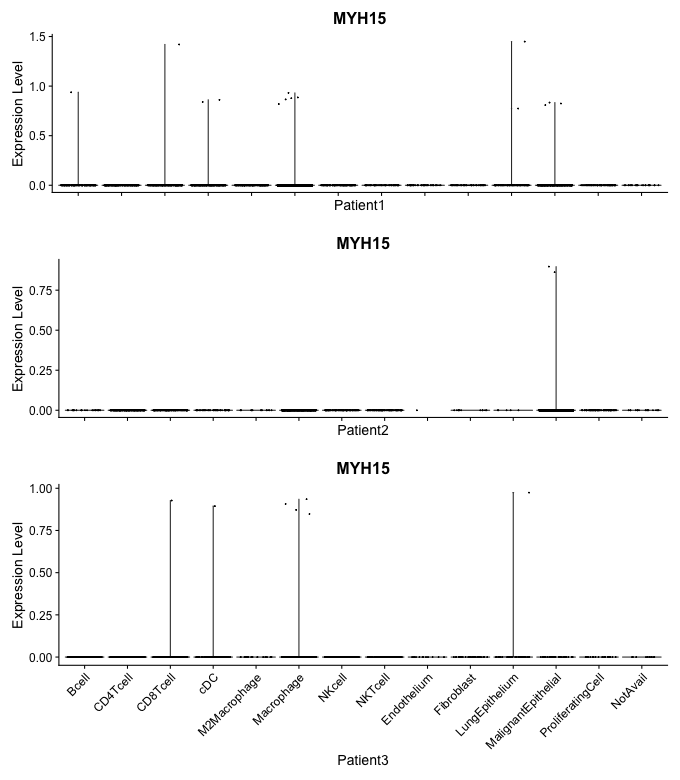 MYH15
Expression Level
1.5
1.0
0.5
0.0
Patient1
MYH15
Expression Level
0.75
0.50
0.25
0.00
Patient2
MYH15
Expression Level
1.00
0.75
0.50
0.25
0.00
Bcell
CD4Tcell
CD8Tcell
cDC
M2Macrophage
Macrophage
NKcell
NKTcell
Endothelium
Fibroblast
LungEpithelium
MalignantEpithelial
ProliferatingCell
NotAvail
Patient3